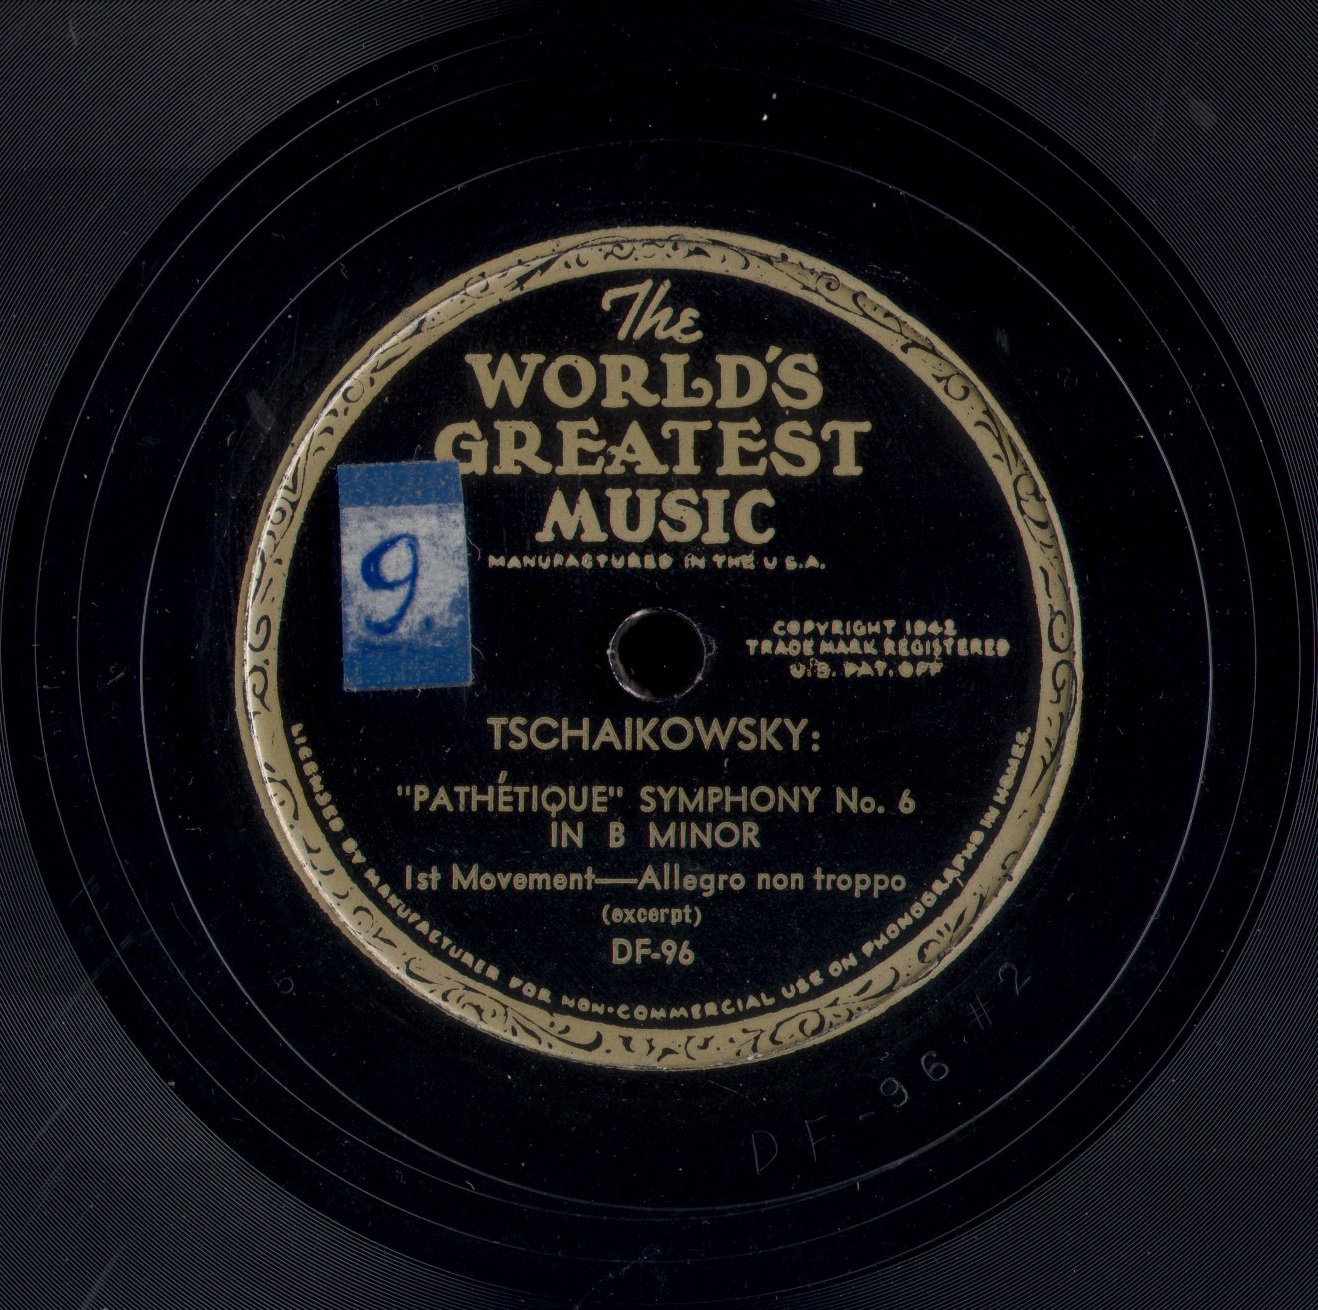 The
WORLD'S
GREATEST
MUSIC
MANUFACTURED IN THE U.S.A.
9.
COPYRIGHT 1942
TRADE MARK REGISTERED
U.S. PAT. OFF
TSCHAIKOWSKY:
"PATHÉTIQUE" SYMPHONY No. 6
IN B MINOR
1st Movement—Allegro non troppo
(excerpt)
DF-96
LICENSED BY MANUFACTURER FOR NON-COMMERCIAL USE ON PHONOGRAPHS IN HOMES.
DF-96 #2